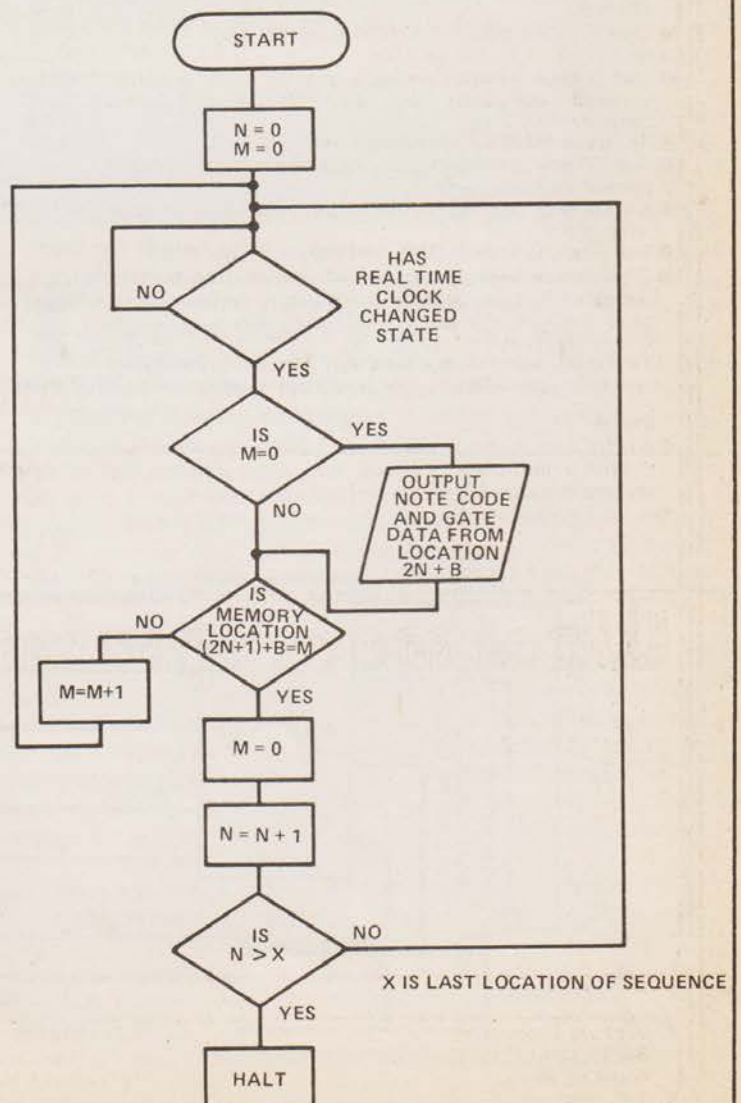 START
N = 0
M = 0
HAS
REAL TIME
CLOCK
CHANGED
STATE
NO
YES
IS
M=0
YES
NO
OUTPUT
NOTE CODE
AND GATE
DATA FROM
LOCATION
2N + B
IS
MEMORY
LOCATION
(2N+1)+B=M
NO
M=M+1
YES
M = 0
N = N + 1
IS
N > X
NO
X IS LAST LOCATION OF SEQUENCE
YES
HALT